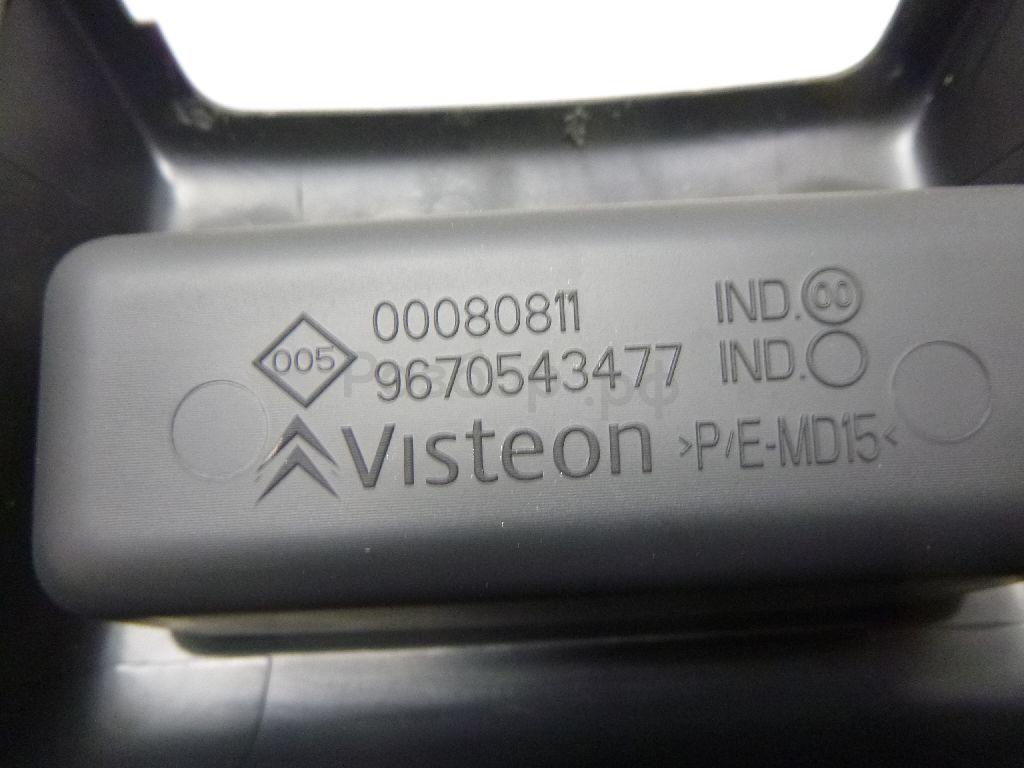 00080811 IND. 00
005 9670543477 IND.
Visteon >P/E-MD15<